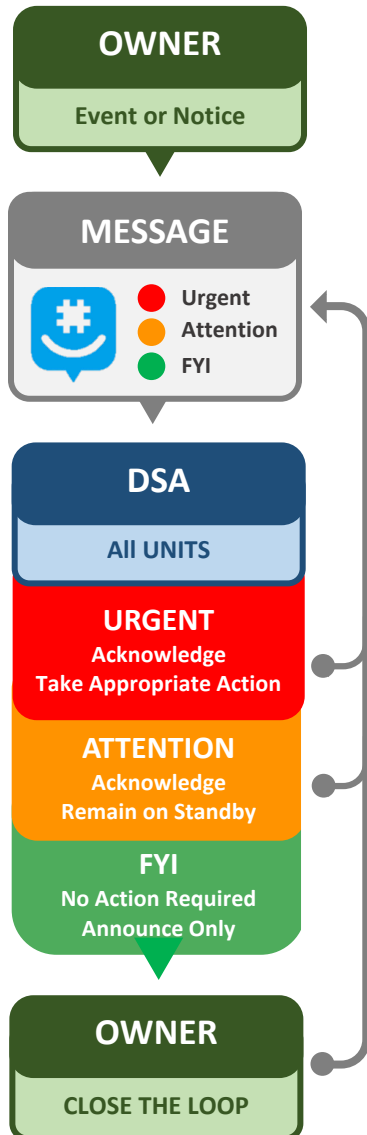 OWNER
Event or Notice
MESSAGE
Urgent
Attention
FYI
DSA
All UNITS
URGENT
Acknowledge
Take Appropriate Action
ATTENTION
Acknowledge
Remain on Standby
FYI
No Action Required
Announce Only
OWNER
CLOSE THE LOOP